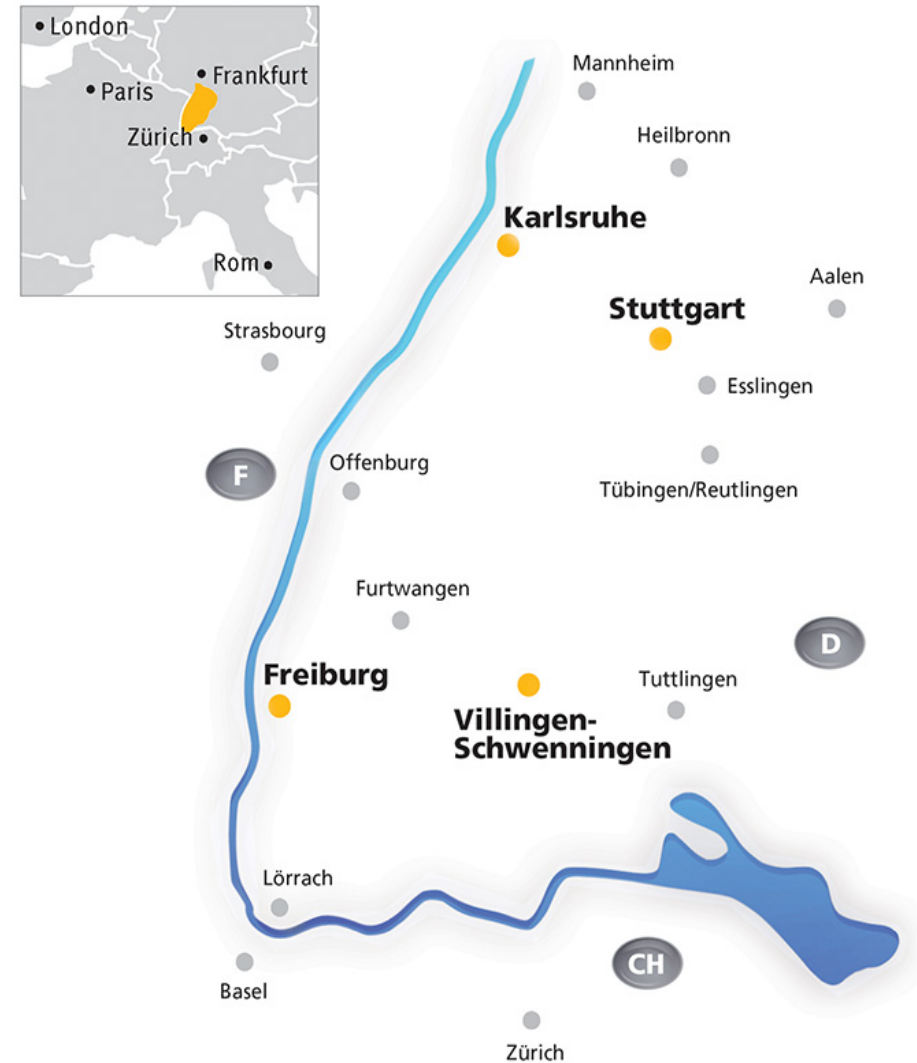 London
Frankfurt
Paris
Zürich
Rom
Mannheim
Heilbronn
Karlsruhe
Aalen
Stuttgart
Strasbourg
Esslingen
F
Offenburg
Tübingen/Reutlingen
Furtwangen
D
Freiburg
Tuttlingen
Villingen-
Schwenningen
Lörrach
CH
Basel
Zürich